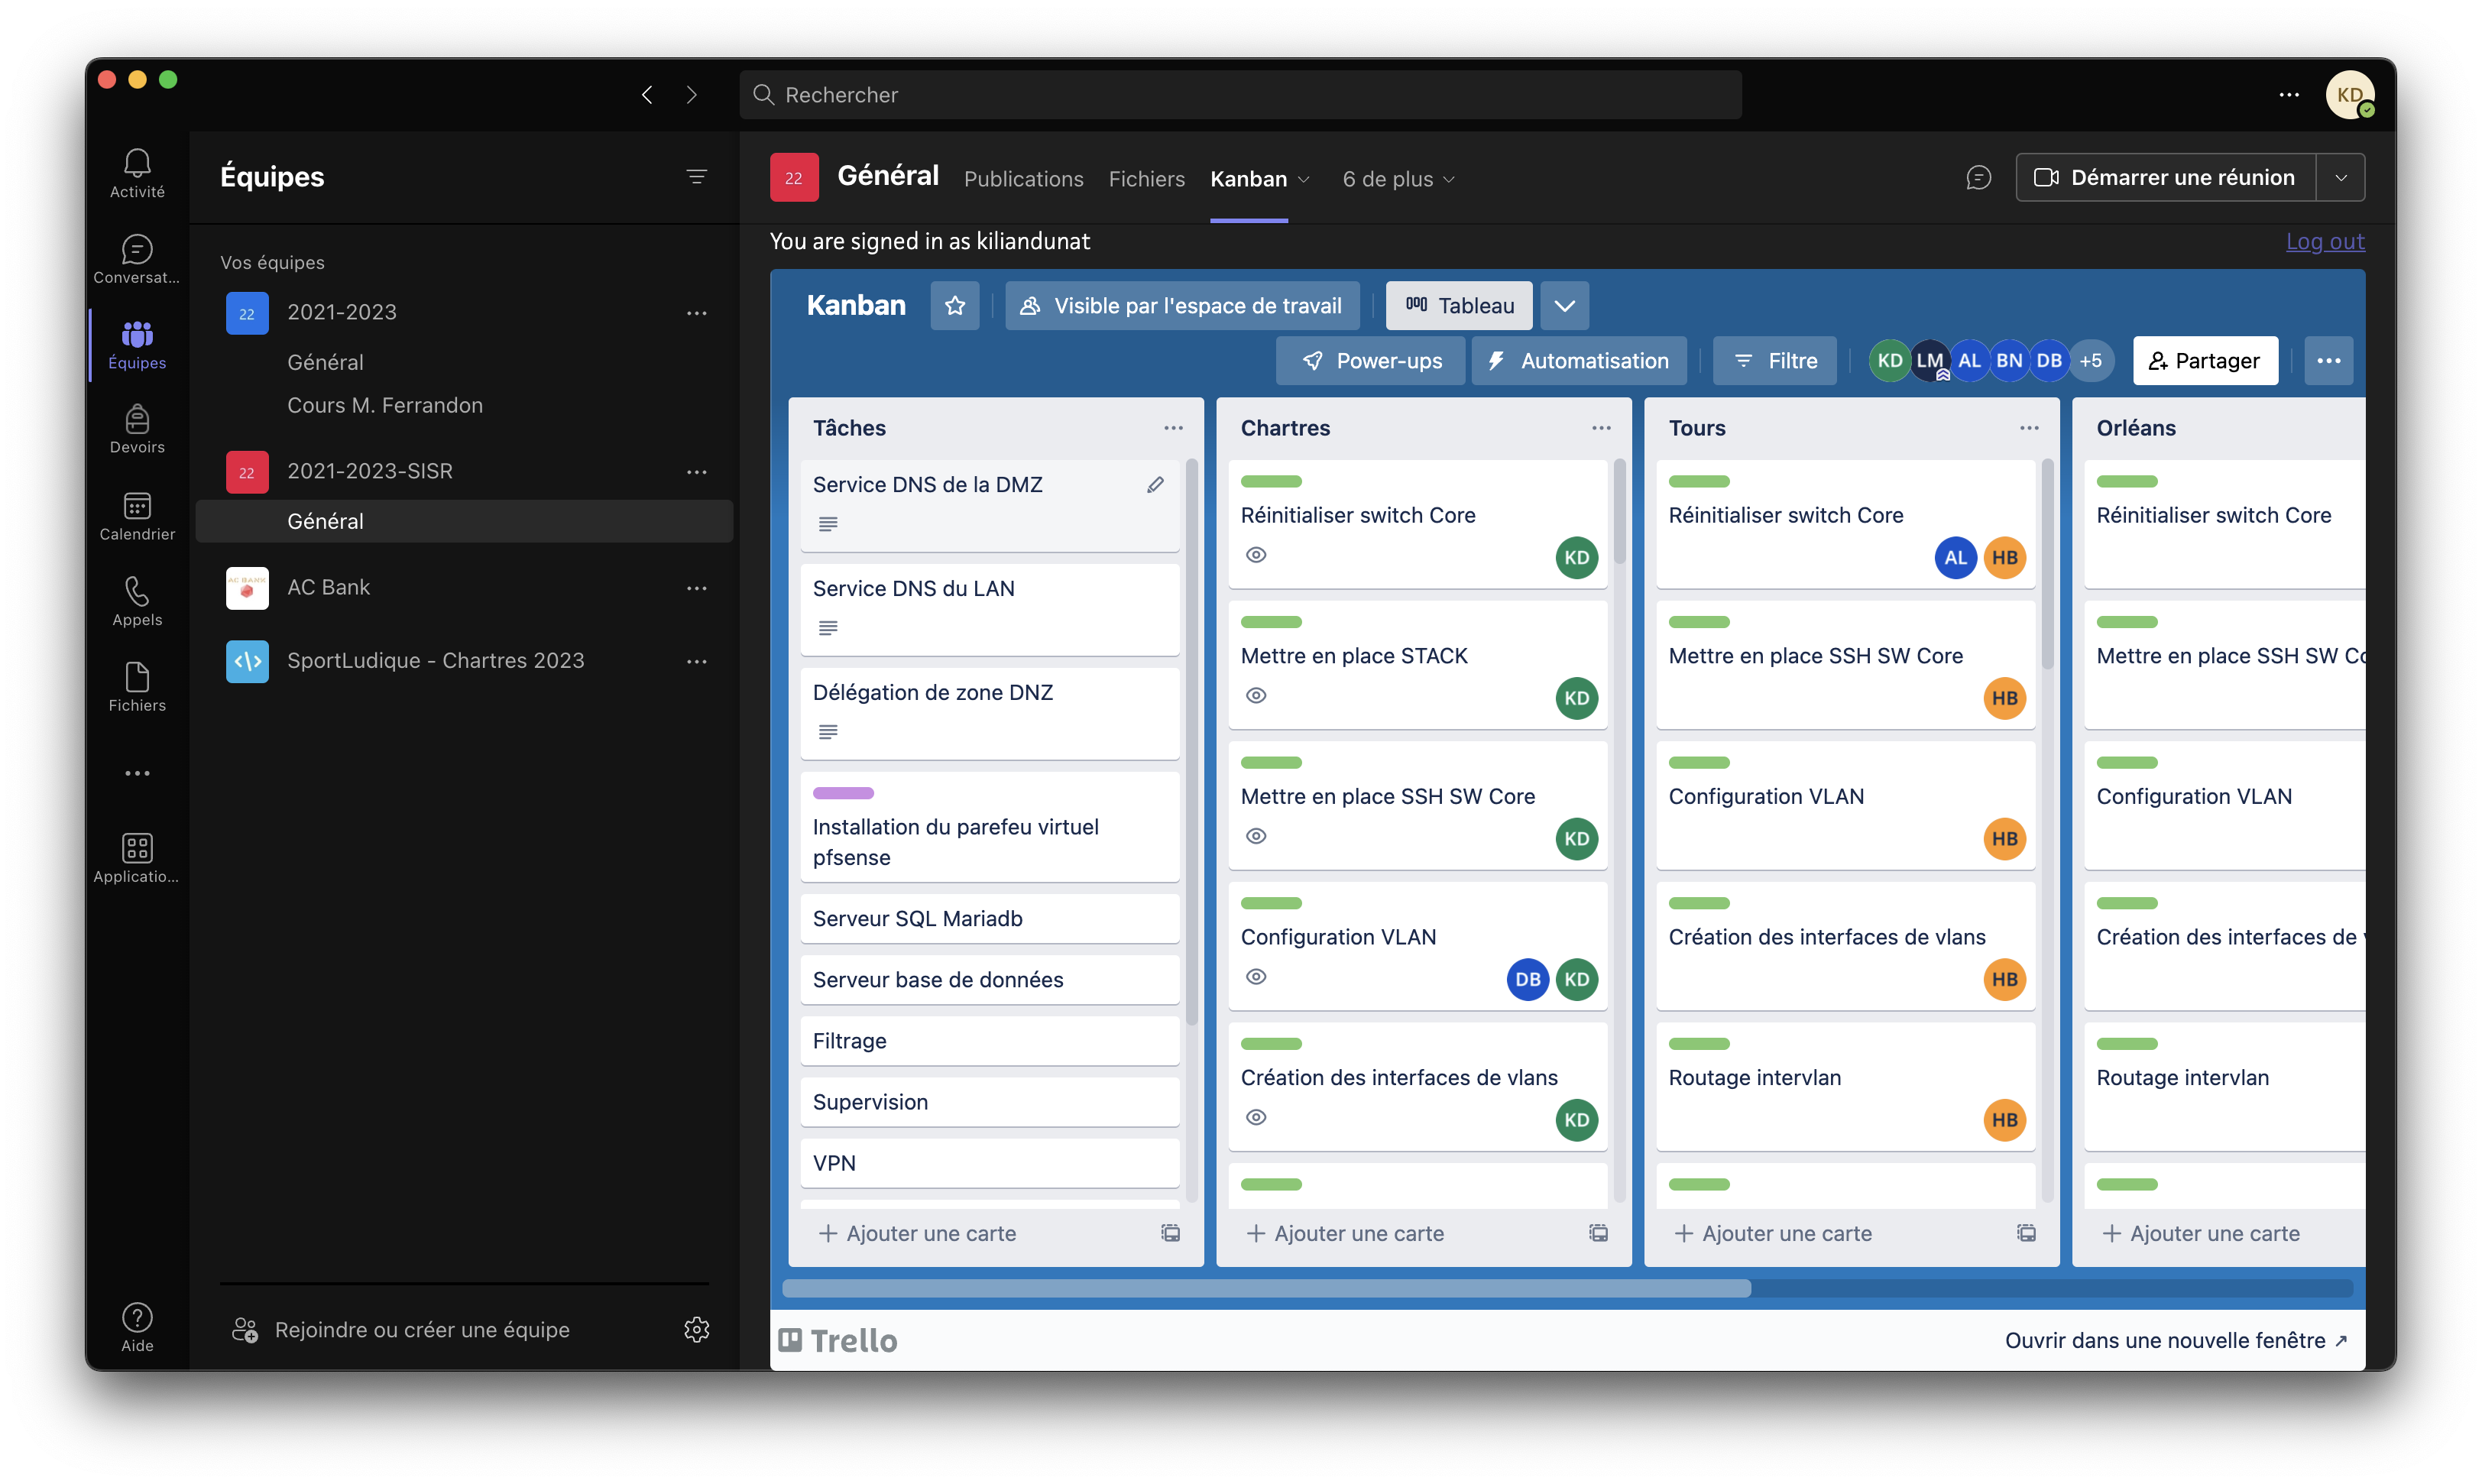 Rechercher
KD
Activité
Conversat...
Équipes
Devoirs
Calendrier
Appels
Fichiers
Applicatio...
Aide
Équipes
Vos équipes
22 2021-2023
Général
Cours M. Ferrandon
22 2021-2023-SISR
Général
AC BANK AC Bank
SportLudique - Chartres 2023
Rejoindre ou créer une équipe
22 Général Publications Fichiers Kanban 6 de plus Démarrer une réunion
You are signed in as kiliandunat Log out
Kanban Visible par l'espace de travail Tableau
Power-ups Automatisation Filtre KD LM AL BN DB +5 Partager
Tâches
Service DNS de la DMZ
Service DNS du LAN
Délégation de zone DNZ
Installation du parefeu virtuel
pfsense
Serveur SQL Mariadb
Serveur base de données
Filtrage
Supervision
VPN
Ajouter une carte
Chartres
Réinitialiser switch Core
KD
Mettre en place STACK
KD
Mettre en place SSH SW Core
KD
Configuration VLAN
DB KD
Création des interfaces de vlans
KD
Ajouter une carte
Tours
Réinitialiser switch Core
AL HB
Mettre en place SSH SW Core
HB
Configuration VLAN
HB
Création des interfaces de vlans
HB
Routage intervlan
HB
Ajouter une carte
Orléans
Réinitialiser switch Core
Mettre en place SSH SW Co
Configuration VLAN
Création des interfaces de v
Routage intervlan
Ajouter une carte
Trello
Ouvrir dans une nouvelle fenêtre